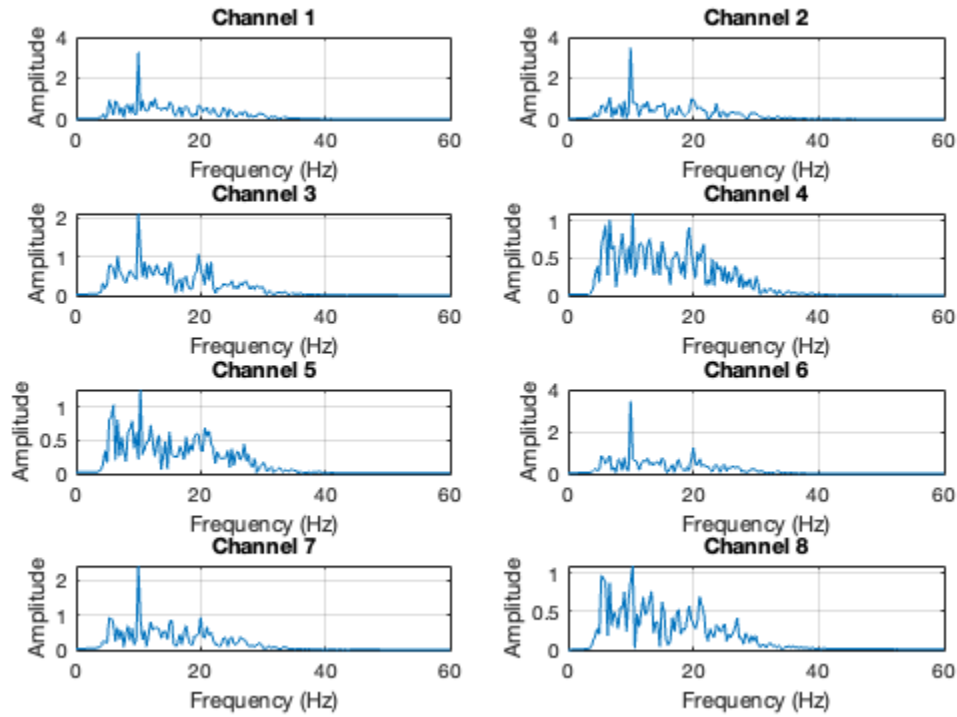 Channel 1
Amplitude
4
2
0
0 20 40 60
Frequency (Hz)
Channel 2
Amplitude
4
2
0
0 20 40 60
Frequency (Hz)
Channel 3
Amplitude
2
1
0
0 20 40 60
Frequency (Hz)
Channel 4
Amplitude
1
0.5
0
0 20 40 60
Frequency (Hz)
Channel 5
Amplitude
1
0.5
0
0 20 40 60
Frequency (Hz)
Channel 6
Amplitude
4
2
0
0 20 40 60
Frequency (Hz)
Channel 7
Amplitude
2
1
0
0 20 40 60
Frequency (Hz)
Channel 8
Amplitude
1
0.5
0
0 20 40 60
Frequency (Hz)